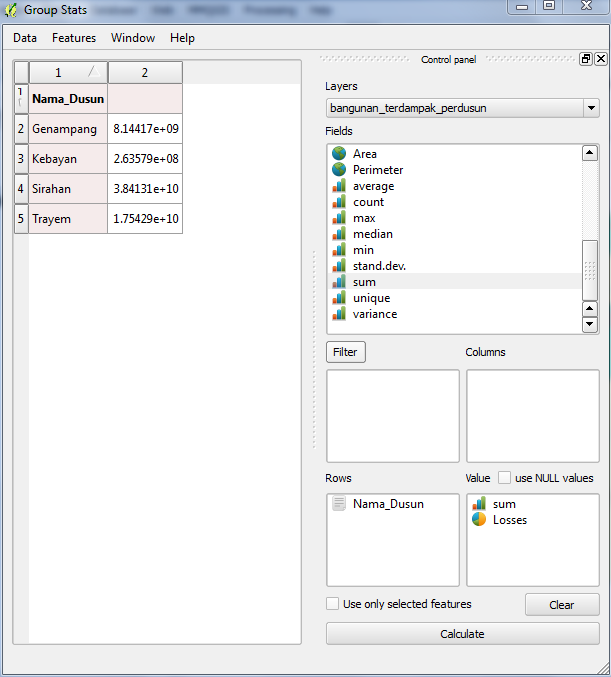 Group Stats
Data Features Window Help
1 2
1 Nama_Dusun
2 Genampang 8.14417e+09
3 Kebayan 2.63579e+08
4 Sirahan 3.84131e+10
5 Trayem 1.75429e+10
Control panel
Layers
bangunan_terdampak_perdusun
Fields
Area
Perimeter
average
count
max
median
min
stand.dev.
sum
unique
variance
Filter Columns
Rows Value use NULL values
Nama_Dusun sum
Losses
Use only selected features Clear
Calculate